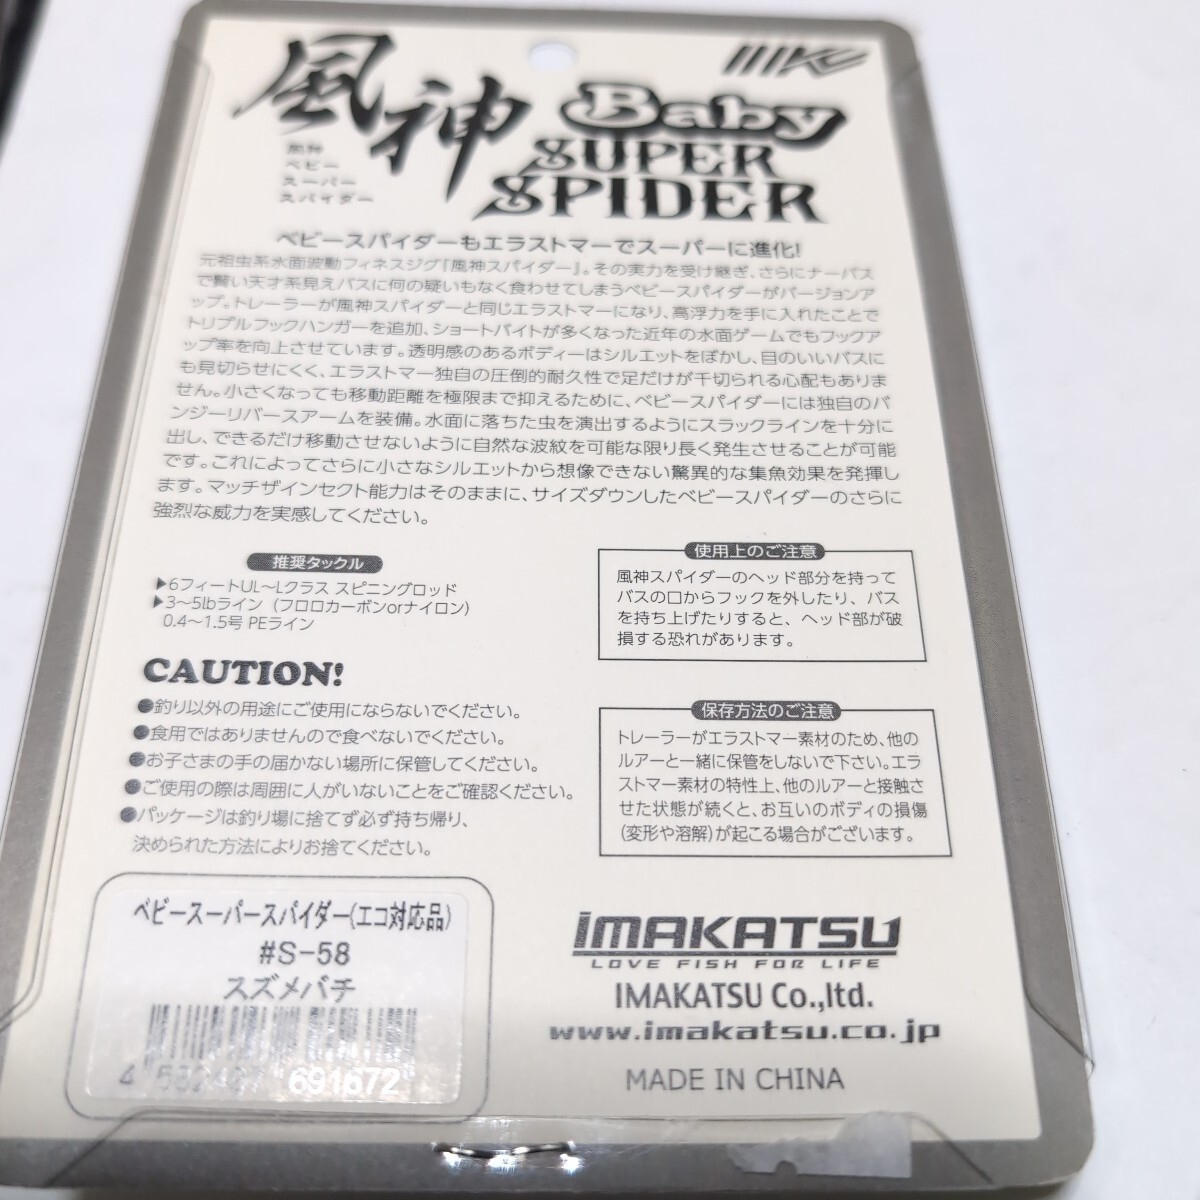 風神
Baby
SUPER
SPIDER
風神
ベビー
スーパー
スパイダー
ベビースパイダーもエラストマーでスーパーに進化!
元祖虫系水面波動フィネスジグ「風神スパイダー」。その実力を受け継ぎ、さらにナーバス
で賢い天才系見えバスに何の疑いもなく食わせてしまうベビースパイダーがバージョンア
ップ。トレーラーが風神スパイダーと同じエラストマーになり、高浮力を手に入れたことで
トリプルフックハンガーを追加、ショートバイトが多くなった近年の水面ゲームでもフックア
ップ率を向上させています。透明感のあるボディーはシルエットをぼかし、目のいいバスに
も見切らせにくく、エラストマー独自の圧倒的耐久性で足だけが千切られる心配もありま
せん。小さくなっても移動距離を極限まで抑えるために、ベビースパイダーには独自のバ
ンジーリバースアームを装備。水面に落ちた虫を演出するようにスラックラインを十分に
出し、できるだけ移動させないように自然な波紋を可能な限り長く発生させることが可能
です。これによってさらに小さなシルエットから想像できない驚異的な集魚効果を発揮し
ます。マッチザインセクト能力はそのままに、サイズダウンしたベビースパイダーのさらに
強烈な威力を実感してください。
推奨タックル
▶6フィートUL～Lクラス スピニングロッド
▶3～5lbライン (フロロカーボンorナイロン)
0.4～1.5号 PEライン
使用上のご注意
風神スパイダーのヘッド部分を持って
バスの口からフックを外したり、バス
を持ち上げたりすると、ヘッド部が破
損する恐れがあります。
CAUTION!
●釣り以外の用途にご使用にならないでください。
●食用ではありませんので食べないでください。
●お子さまの手の届かない場所に保管してください。
●ご使用の際は周囲に人がいないことをご確認ください。
●パッケージは釣り場に捨てず必ず持ち帰り、
決められた方法によりお捨てください。
保存方法のご注意
トレーラーがエラストマー素材のため、他の
ルアーと一緒に保管をしないで下さい。エラ
ストマー素材の特性上、他のルアーと接触さ
せた状態が続くと、お互いのボディの損傷
(変形や溶解)が起こる場合がございます。
ベビースーパースパイダー(エコ対応品)
#S-58
スズメバチ
691672
IMAKATSU
LOVE FISH FOR LIFE
IMAKATSU Co.,ltd.
www.imakatsu.co.jp
MADE IN CHINA